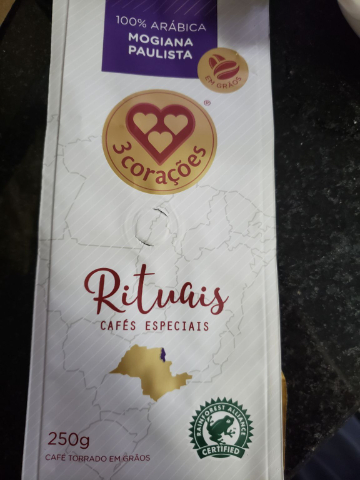 100% ARÁBICA
MOGIANA
PAULISTA
EM GRÃOS
®
3 corações
Rituais
CAFÉS ESPECIAIS
250g
CAFÉ TORRADO EM GRÃOS
RAINFOREST ALLIANCE
CERTIFIED